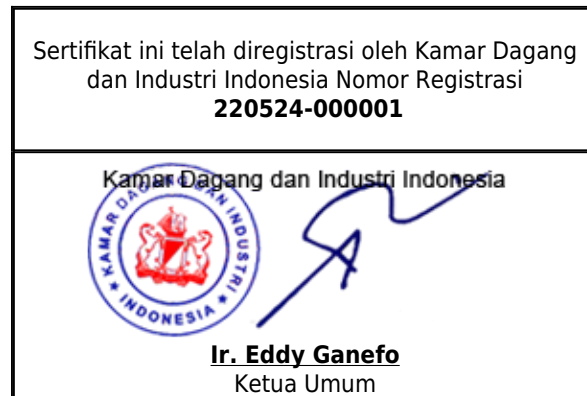 Sertifikat ini telah diregistrasi oleh Kamar Dagang
dan Industri Indonesia Nomor Registrasi
220524-000001
Kamar Dagang dan Industri Indonesia
KAMAR DAGANG DAN INDUSTRI
* INDONESIA *
Ir. Eddy Ganefo
Ketua Umum